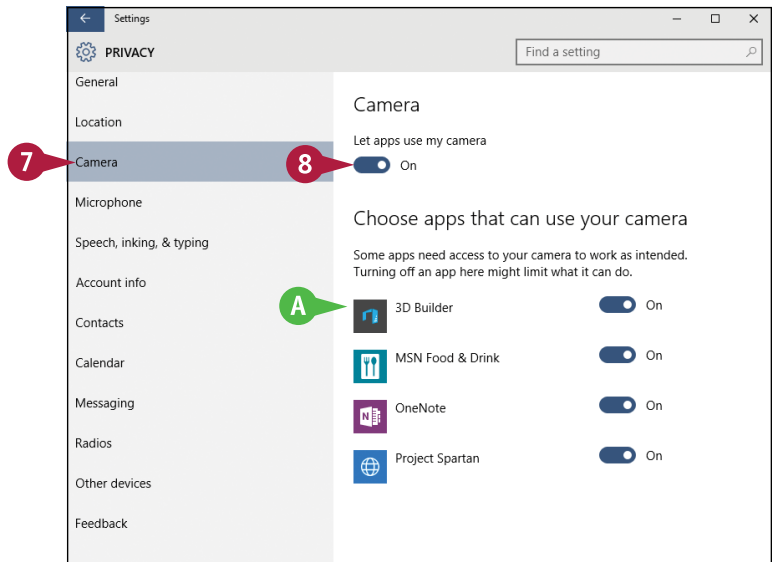 Settings
PRIVACY
Find a setting
General
Location
7
Camera
Microphone
Speech, inking, & typing
Account info
Contacts
Calendar
Messaging
Radios
Other devices
Feedback
Camera
Let apps use my camera
8
On
Choose apps that can use your camera
Some apps need access to your camera to work as intended.
Turning off an app here might limit what it can do.
A
3D Builder On
MSN Food & Drink On
N
OneNote On
Project Spartan On